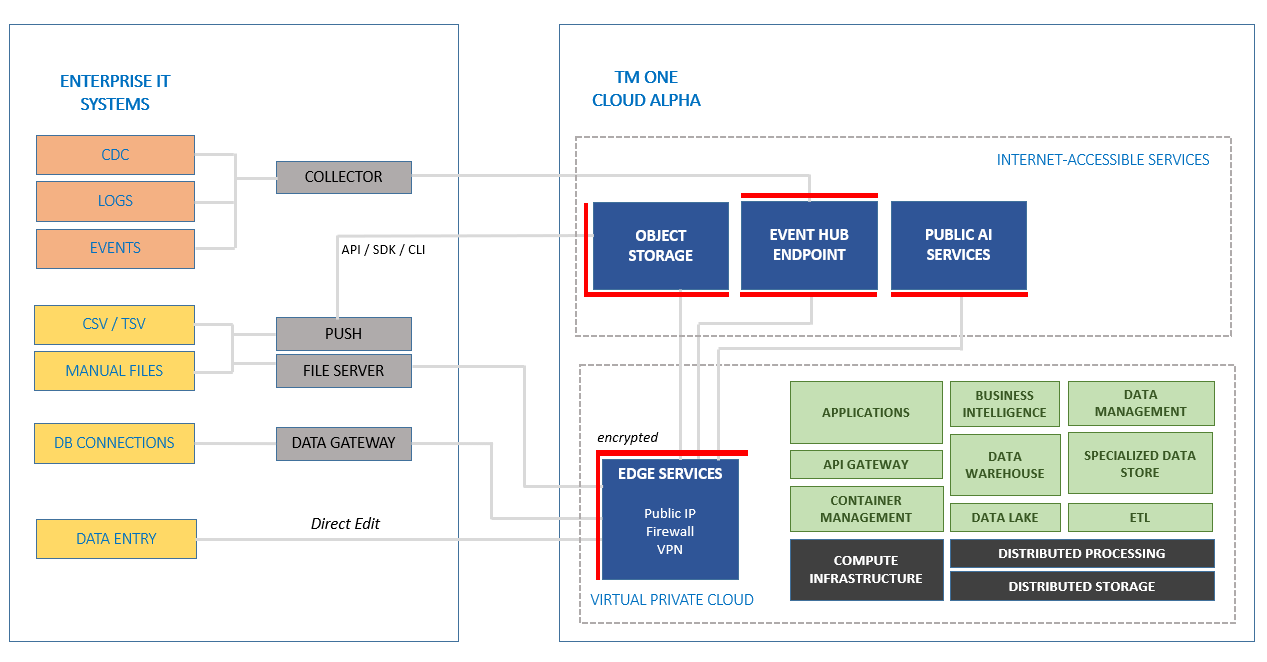 ENTERPRISE IT
SYSTEMS
CDC
LOGS
EVENTS
COLLECTOR
API / SDK / CLI
CSV / TSV
MANUAL FILES
PUSH
FILE SERVER
DB CONNECTIONS
DATA GATEWAY
DATA ENTRY
Direct Edit
TM ONE
CLOUD ALPHA
INTERNET-ACCESSIBLE SERVICES
OBJECT
STORAGE
EVENT HUB
ENDPOINT
PUBLIC AI
SERVICES
encrypted
EDGE SERVICES
Public IP
Firewall
VPN
VIRTUAL PRIVATE CLOUD
APPLICATIONS
API GATEWAY
CONTAINER
MANAGEMENT
COMPUTE
INFRASTRUCTURE
BUSINESS
INTELLIGENCE
DATA
WAREHOUSE
DATA LAKE
DATA
MANAGEMENT
SPECIALIZED DATA
STORE
ETL
DISTRIBUTED PROCESSING
DISTRIBUTED STORAGE